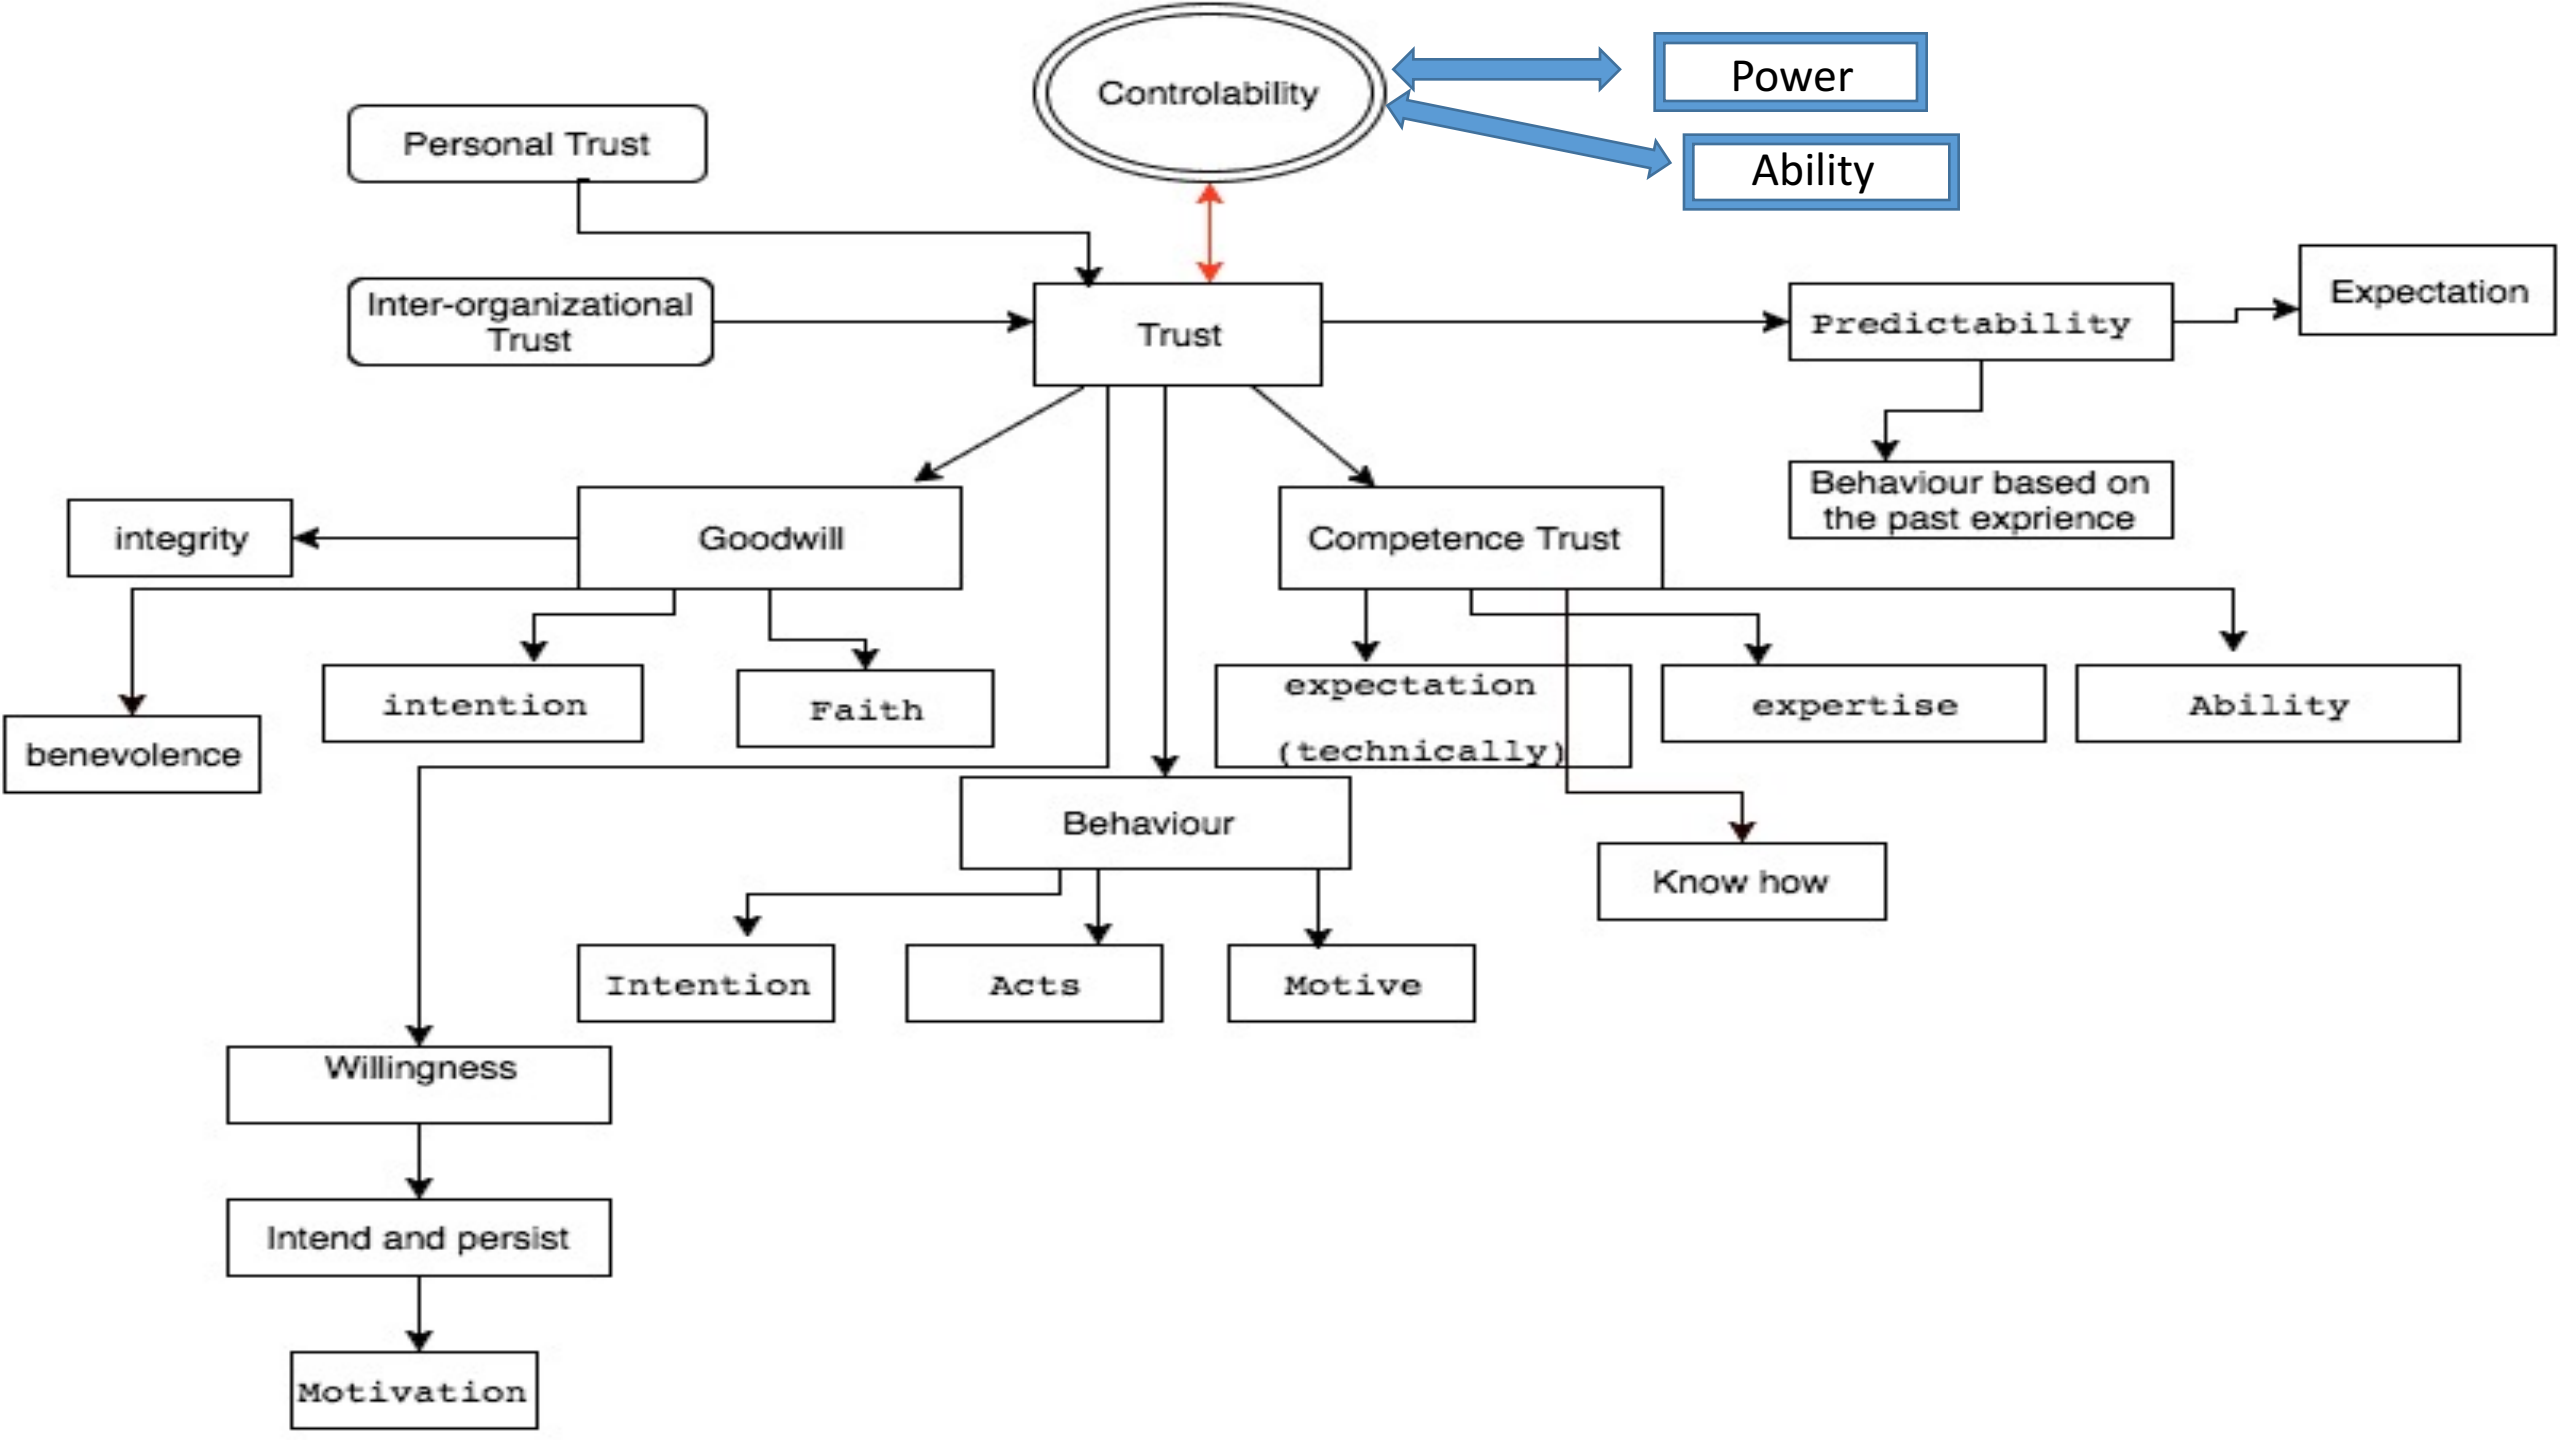 Controlability
Power
Personal Trust
Ability
Inter-organizational
Trust
Trust
Predictability
Expectation
Behaviour based on
the past exprience
integrity
Goodwill
Competence Trust
benevolence
intention
Faith
expectation
(technically)
expertise
Ability
Behaviour
Know how
Intention
Acts
Motive
Willingness
Intend and persist
Motivation